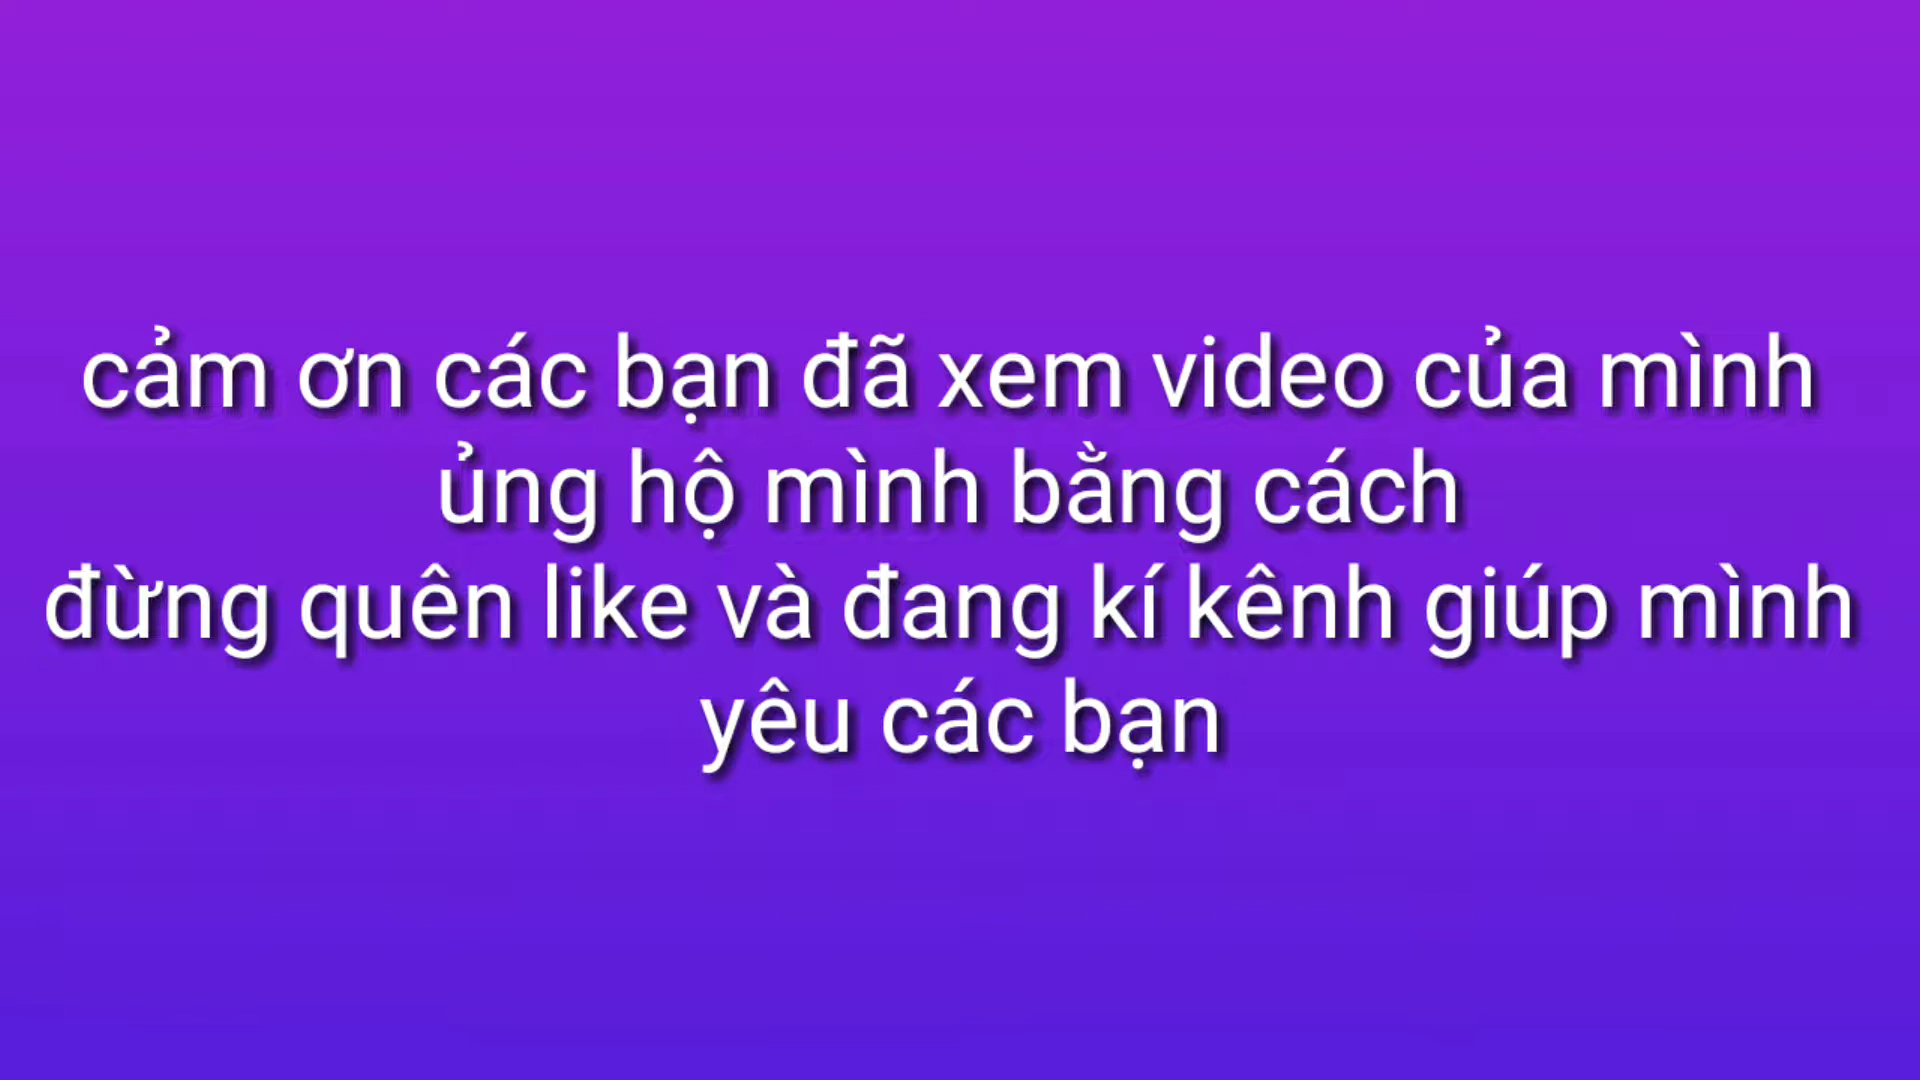 cảm ơn các bạn đã xem video của mình
ủng hộ mình bằng cách
đừng quên like và đang kí kênh giúp mình
yêu các bạn